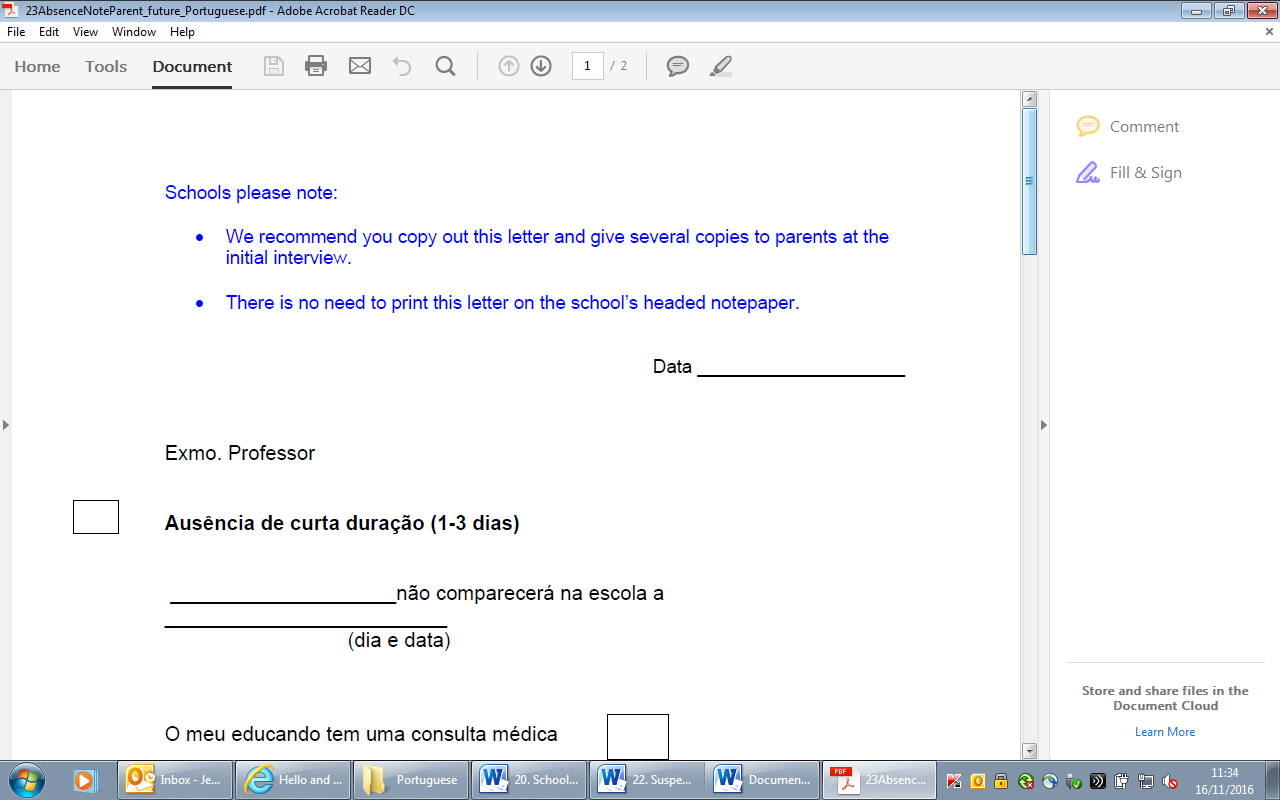 23AbsenceNoteParent_future_Portuguese.pdf - Adobe Acrobat Reader DC
File Edit View Window Help
Home Tools Document 1 / 2
Schools please note:
• We recommend you copy out this letter and give several copies to parents at the
initial interview.
• There is no need to print this letter on the school’s headed notepaper.
Data ____________________
Exmo. Professor
Ausência de curta duração (1-3 dias)
______________________não comparecerá na escola a
___________________________
(dia e data)
O meu educando tem uma consulta médica
Comment
Fill & Sign
Store and share files in the
Document Cloud
Learn More
Inbox - Je... Hello and ... Portuguese 20. School... 22. Suspe... Documen... PDF 23Absenc... 11:34
16/11/2016